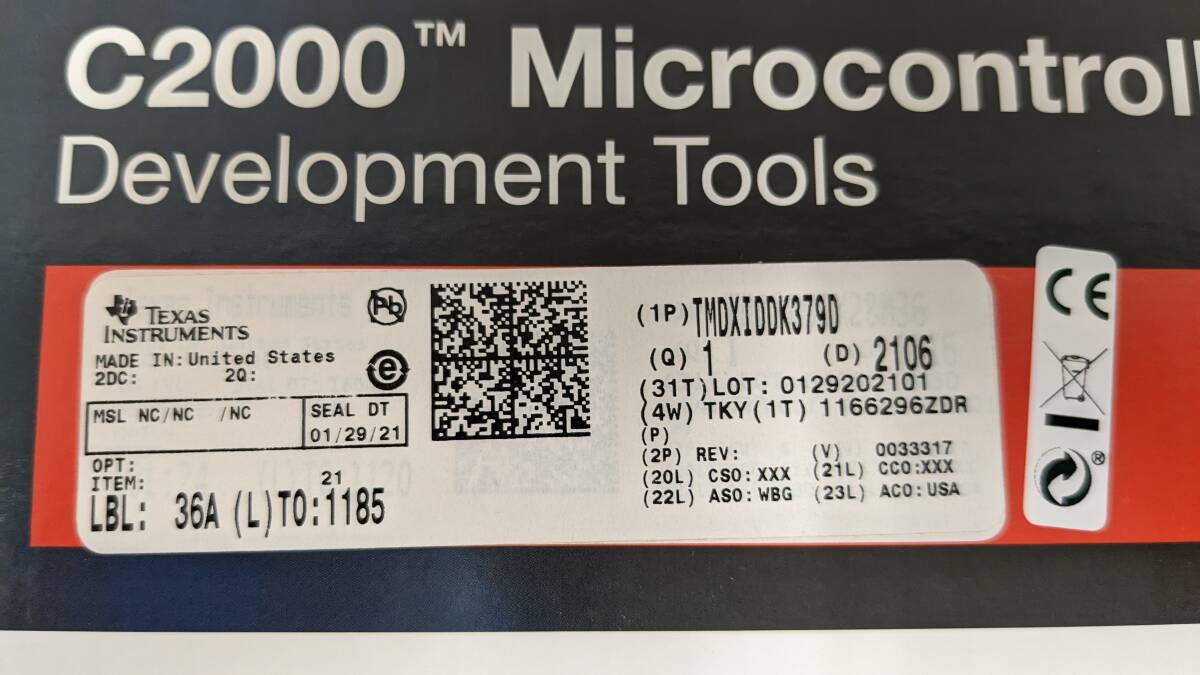 C2000™ Microcontroll
Development Tools
TEXAS
INSTRUMENTS
Pb
MADE IN: United States
2DC: 2Q:
e
MSL NC/NC /NC
SEAL DT
01/29/21
OPT:
ITEM: 21
LBL: 36A (L)TO:1185
(1P)TMDXIDDK379D
(Q) 1 (D) 2106
(31T)LOT: 0129202101
(4W) TKY(1T) 1166296ZDR
(P)
(2P) REV: (V) 0033317
(20L) CSO:XXX (21L) CCO:XXX
(22L) ASO:WBG (23L) ACO:USA
CE
®